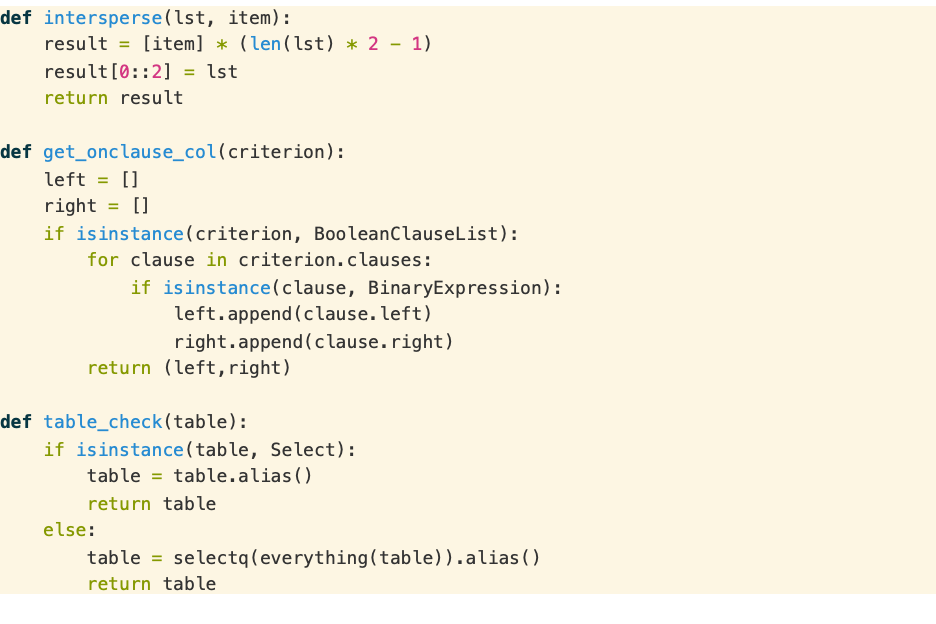 def intersperse(lst, item):
    result = [item] * (len(lst) * 2 - 1)
    result[0::2] = lst
    return result

def get_onclause_col(criterion):
    left = []
    right = []
    if isinstance(criterion, BooleanClauseList):
        for clause in criterion.clauses:
            if isinstance(clause, BinaryExpression):
                left.append(clause.left)
                right.append(clause.right)
        return (left,right)

def table_check(table):
    if isinstance(table, Select):
        table = table.alias()
        return table
    else:
        table = selectq(everything(table)).alias()
        return table